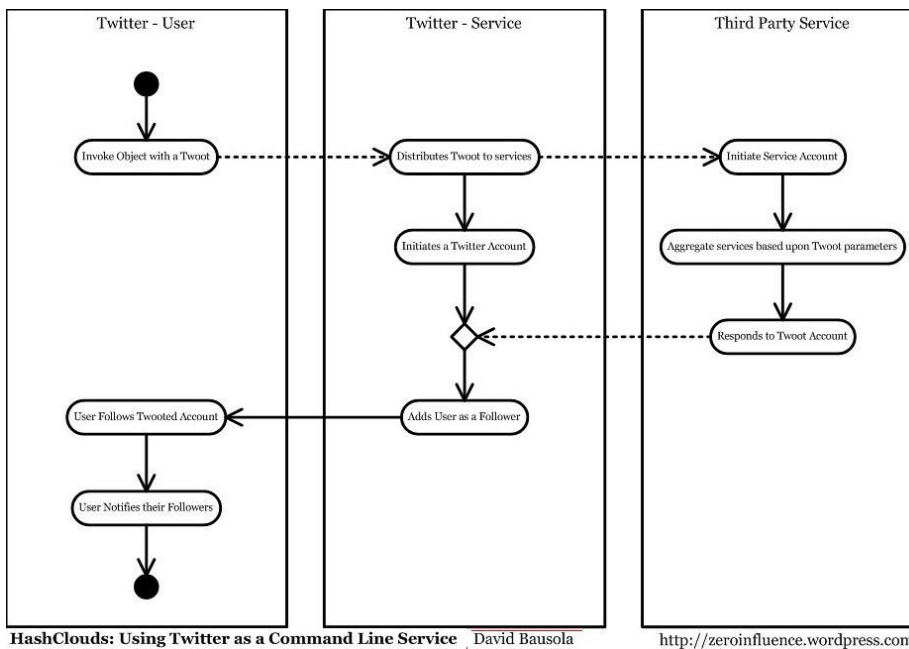 Twitter - User
Twitter - Service
Third Party Service
Invoke Object with a Twoot
Distributes Twoot to services
Initiate Service Account
Initiates a Twitter Account
Aggregate services based upon Twoot parameters
Responds to Twoot Account
User Follows Twooted Account
Adds User as a Follower
User Notifies their Followers
HashClouds: Using Twitter as a Command Line Service
David Bausola
http://zeroinfluence.wordpress.com